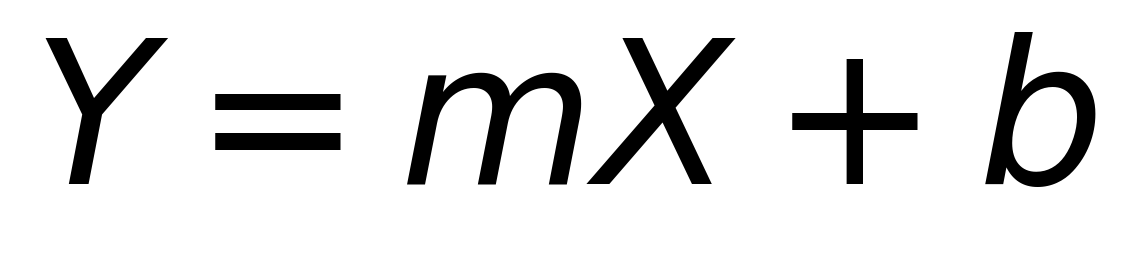 Y = mX + b